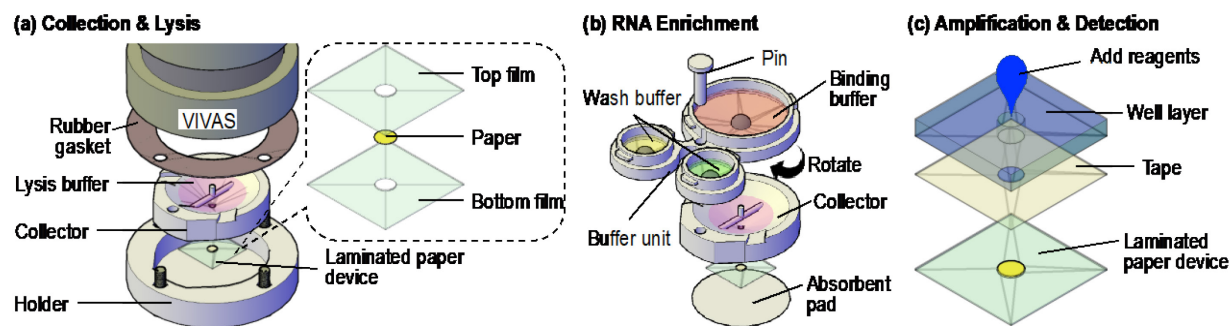 (a) Collection & Lysis
VIVAS
Rubber
gasket
Lysis buffer
Collector
Holder
Top film
Paper
Bottom film
Laminated paper
device
(b) RNA Enrichment
Pin
Wash buffer
Binding
buffer
Rotate
Collector
Buffer unit
Absorbent
pad
(c) Amplification & Detection
Add reagents
Well layer
Tape
Laminated
paper device